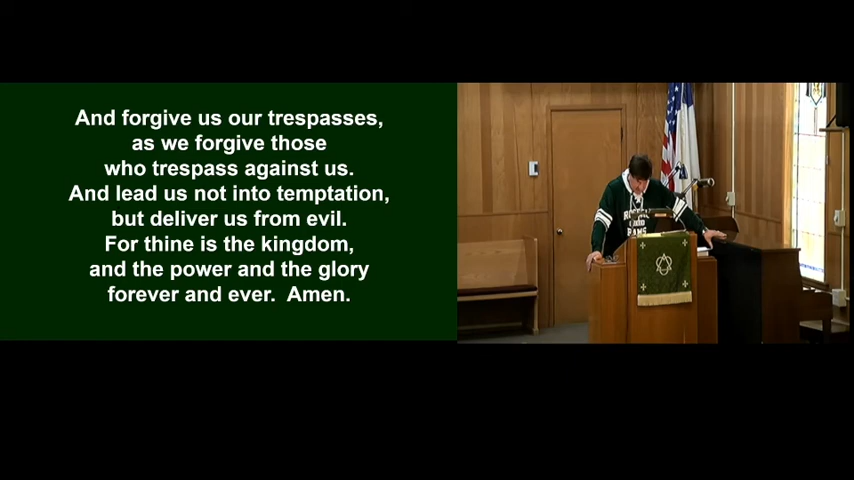 And forgive us our trespasses,
as we forgive those
who trespass against us.
And lead us not into temptation,
but deliver us from evil.
For thine is the kingdom,
and the power and the glory
forever and ever.  Amen.
RAMS